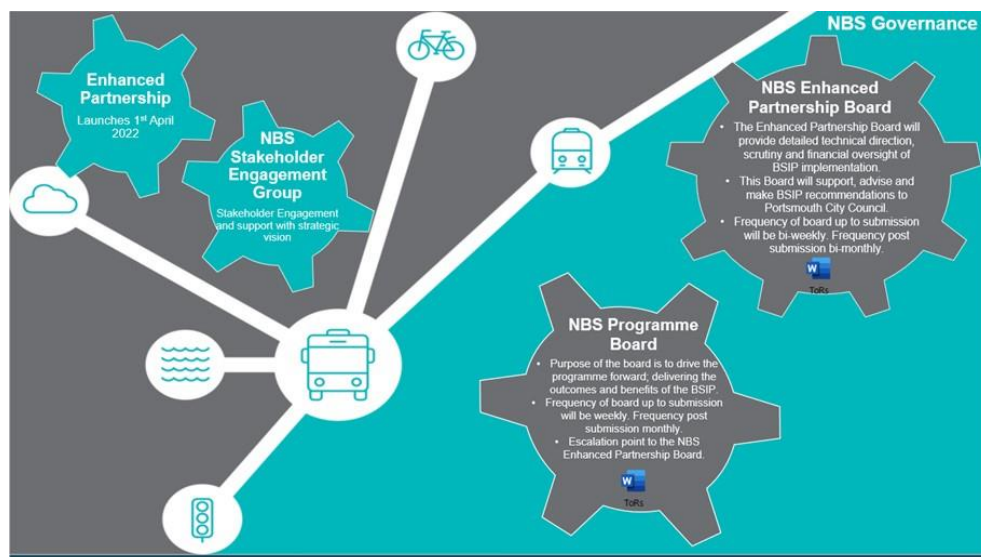 NBS Governance
Enhanced
Partnership
Launches 1st April
2022
NBS
Stakeholder
Engagement
Group
Stakeholder Engagement
and support with strategic
vision
NBS Enhanced
Partnership Board
• The Enhanced Partnership Board will
provide detailed technical direction,
scrutiny and financial oversight of
BSIP implementation.
• This Board will support, advise and
make BSIP recommendations to
Portsmouth City Council.
• Frequency of board up to submission
will be bi-weekly. Frequency post
submission bi-monthly.
W
ToRs
NBS Programme
Board
• Purpose of the board is to drive the
programme forward; delivering the
outcomes and benefits of the BSIP.
• Frequency of board up to submission
will be weekly. Frequency post
submission monthly.
• Escalation point to the NBS
Enhanced Partnership Board.
W
ToRs